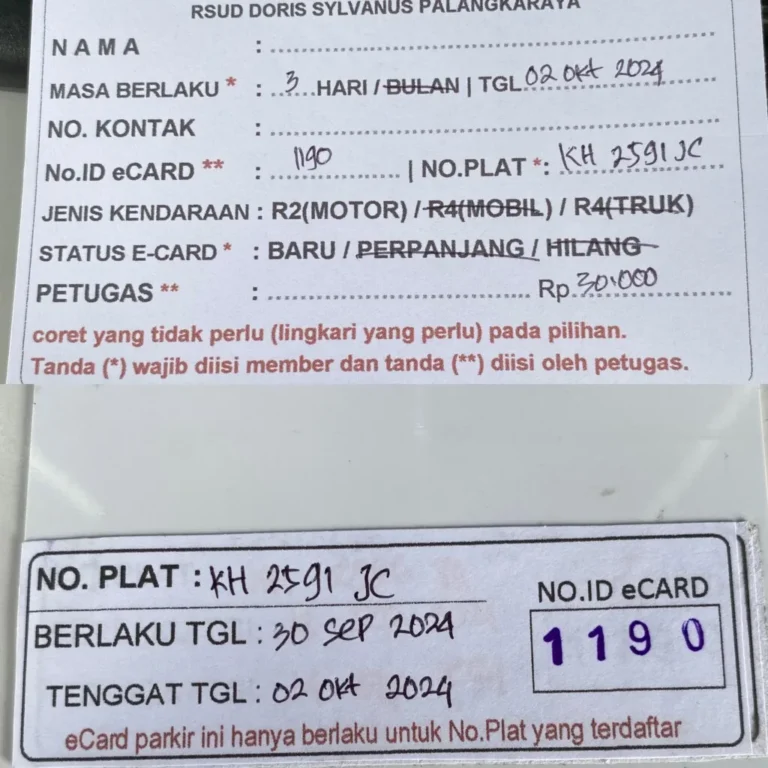 RSUD DORIS SYLVANUS PALANGKARAYA
NAMA :
MASA BERLAKU * : 3 HARI / BULAN | TGL 02 Okt 2024
NO. KONTAK :
No.ID eCARD ** : 1190 | NO.PLAT *: KH 2591 JC
JENIS KENDARAAN : R2(MOTOR) / R4(MOBIL) / R4(TRUK)
STATUS E-CARD * : BARU / PERPANJANG / HILANG
PETUGAS ** : Rp. 30.000
coret yang tidak perlu (lingkari yang perlu) pada pilihan.
Tanda (*) wajib diisi member dan tanda (**) diisi oleh petugas.
NO. PLAT : KH 2591 JC
NO.ID eCARD
BERLAKU TGL : 30 SEP 2024
1190
TENGGAT TGL : 02 Okt 2024
eCard parkir ini hanya berlaku untuk No.Plat yang terdaftar